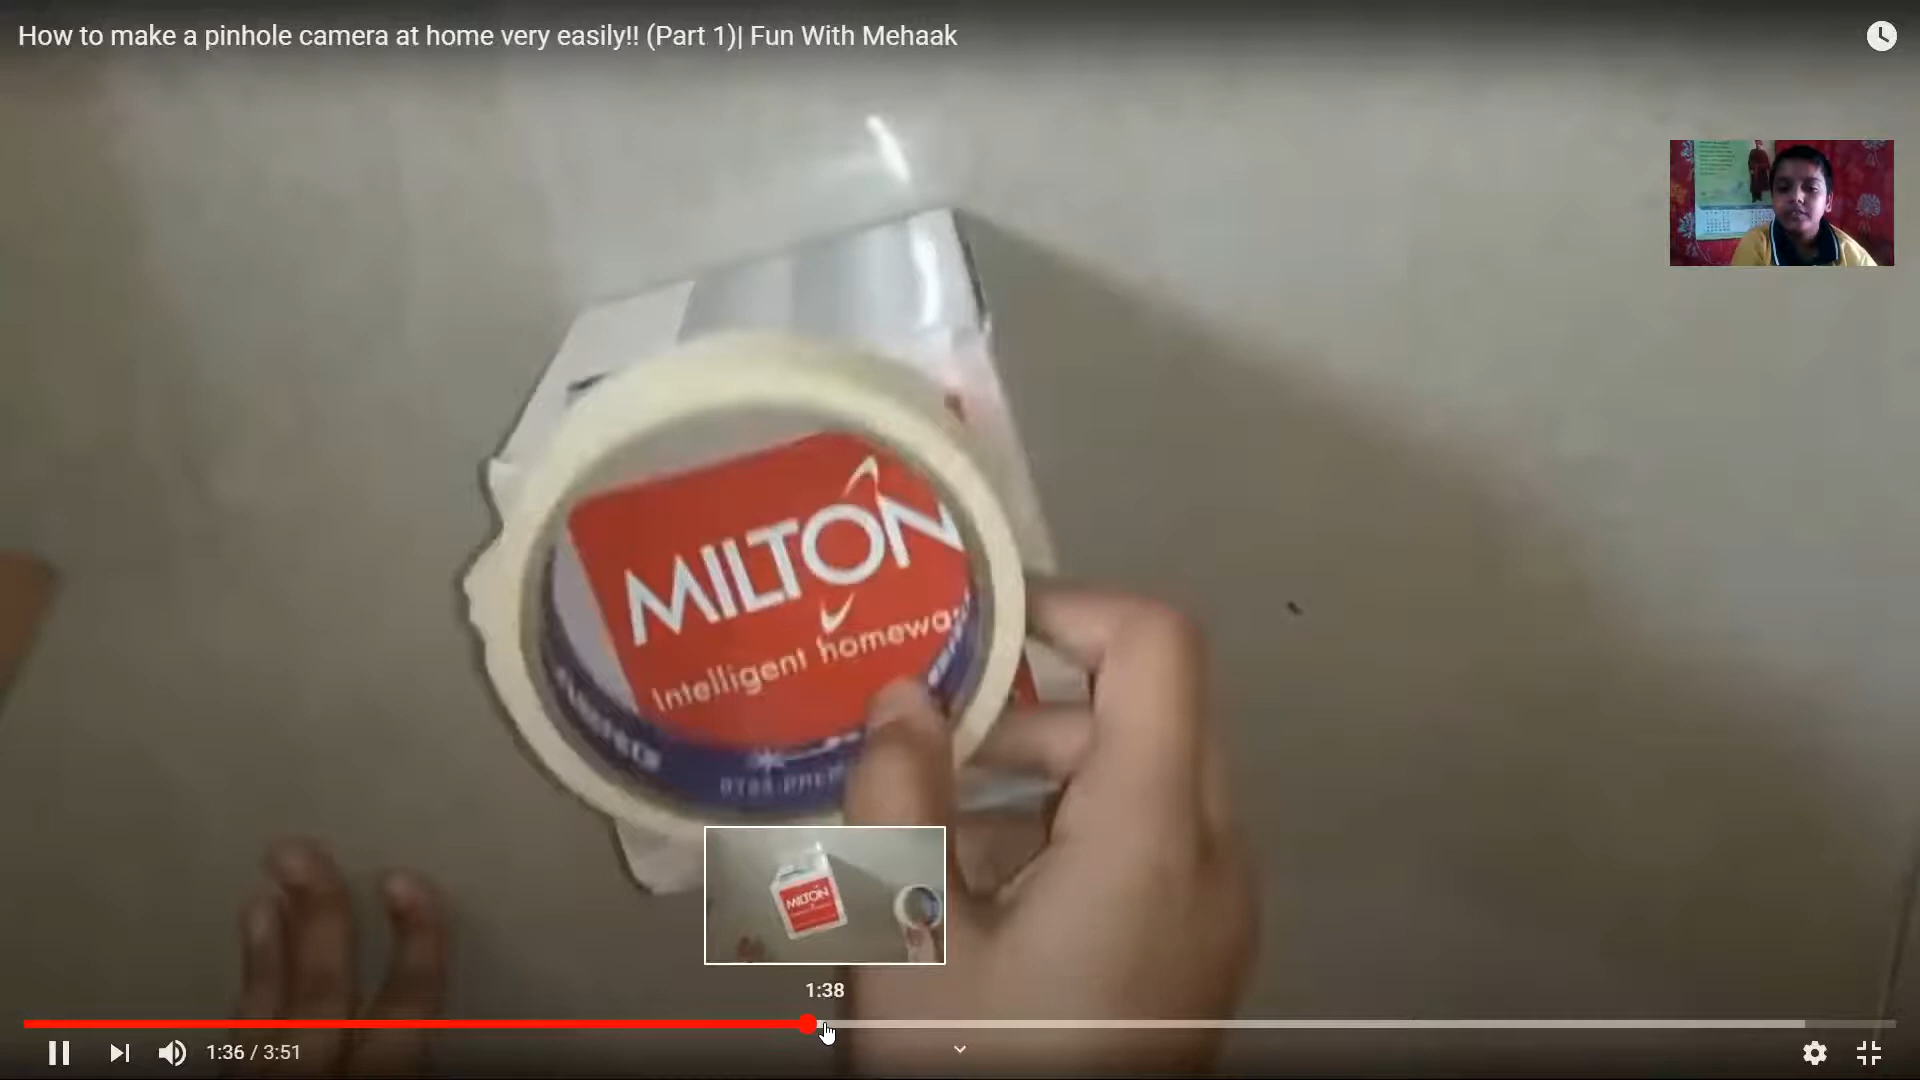 How to make a pinhole camera at home very easily!! (Part 1)| Fun With Mehaak
MILTON
Intelligent
MILTON
1:38
1:36 / 3:51